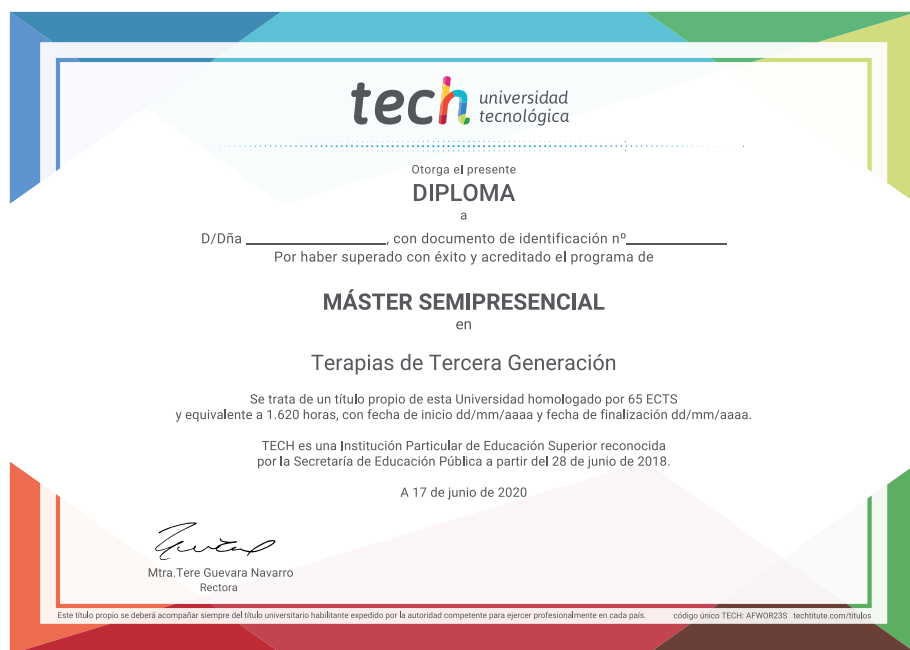 tech universidad
tecnológica
Otorga el presente
DIPLOMA
a
D/Dña ____________________, con documento de identificación nº______________
Por haber superado con éxito y acreditado el programa de
MÁSTER SEMIPRESENCIAL
en
Terapias de Tercera Generación
Se trata de un título propio de esta Universidad homologado por 65 ECTS
y equivalente a 1.620 horas, con fecha de inicio dd/mm/aaaa y fecha de finalización dd/mm/aaaa.
TECH es una Institución Particular de Educación Superior reconocida
por la Secretaría de Educación Pública a partir del 28 de junio de 2018.
A 17 de junio de 2020
Mtra.Tere Guevara Navarro
Rectora
Este título propio se deberá acompañar siempre del título universitario habilitante expedido por la autoridad competente para ejercer profesionalmente en cada país. código único TECH: AFWOR23S techtitute.com/titulos